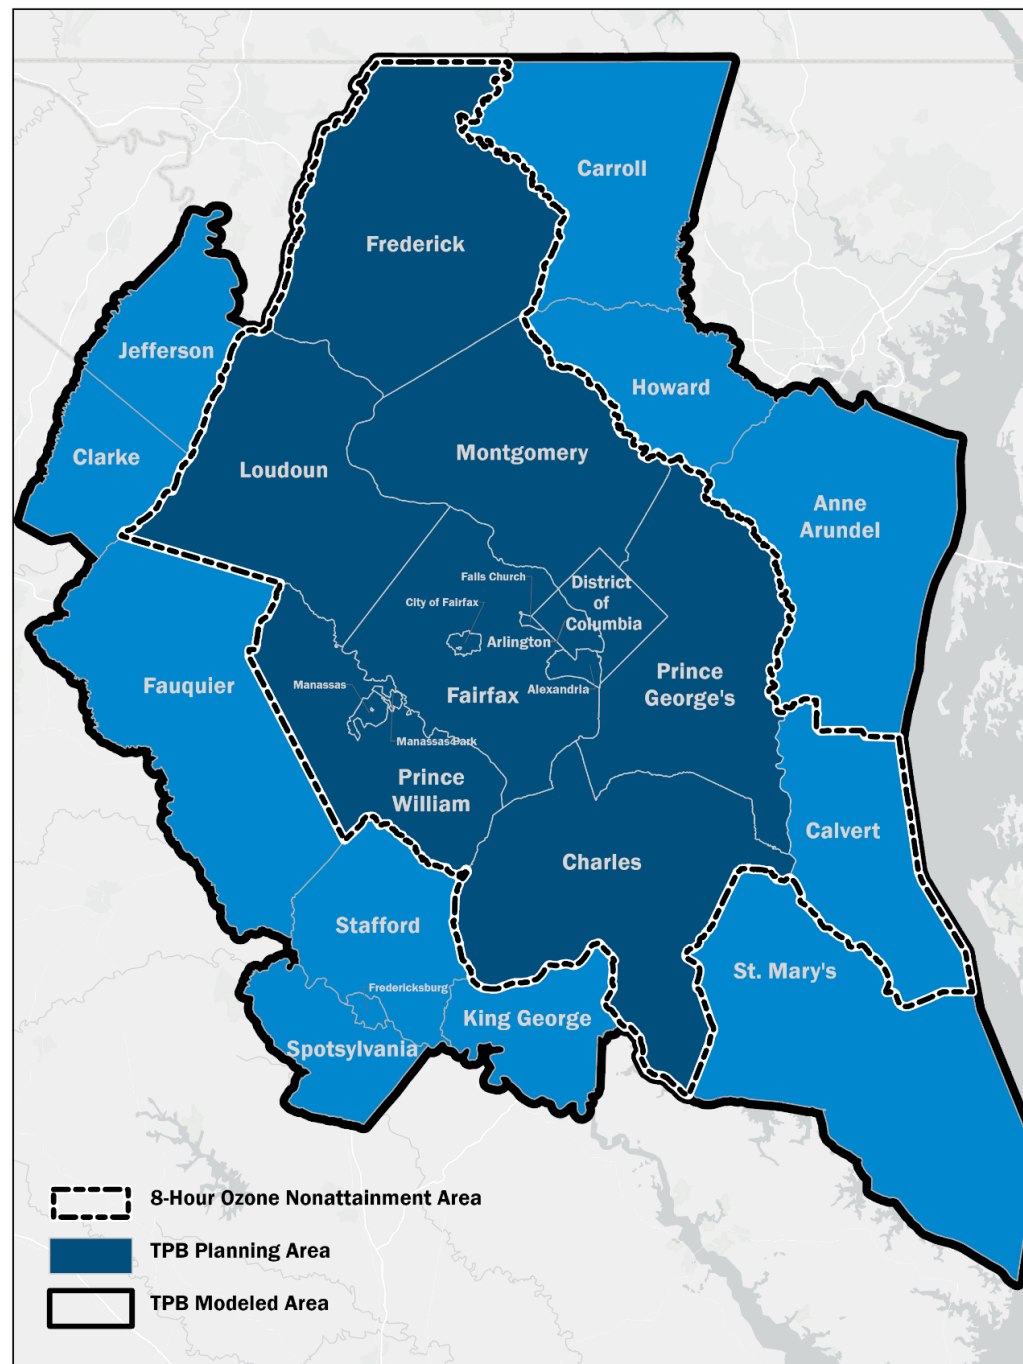 Carroll
Frederick
Jefferson
Howard
Clarke
Loudoun
Montgomery
Anne
Arundel
Falls Church
District
of
Columbia
City of Fairfax
Arlington
Prince
George's
Fauquier
Manassas
Fairfax
Alexandria
Manassas Park
Prince
William
Calvert
Charles
Stafford
St. Mary's
Fredericksburg
King George
Spotsylvania
8-Hour Ozone Nonattainment Area
TPB Planning Area
TPB Modeled Area